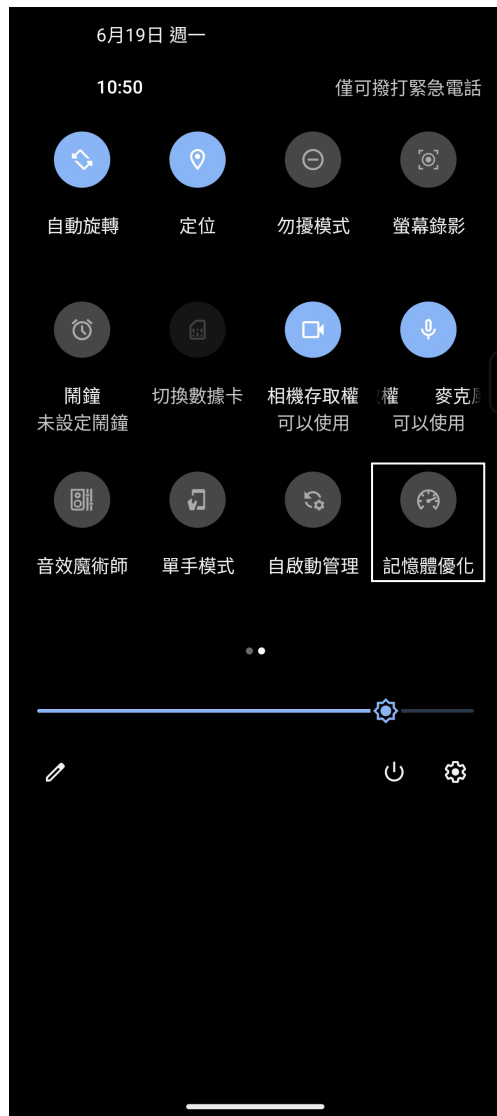 6月19日 週一
10:50 僅可撥打緊急電話
自動旋轉 定位 勿擾模式 螢幕錄影
鬧鐘 切換數據卡 相機存取權 權 麥克
未設定鬧鐘 可以使用 可以使用
音效魔術師 單手模式 自啟動管理 記憶體優化